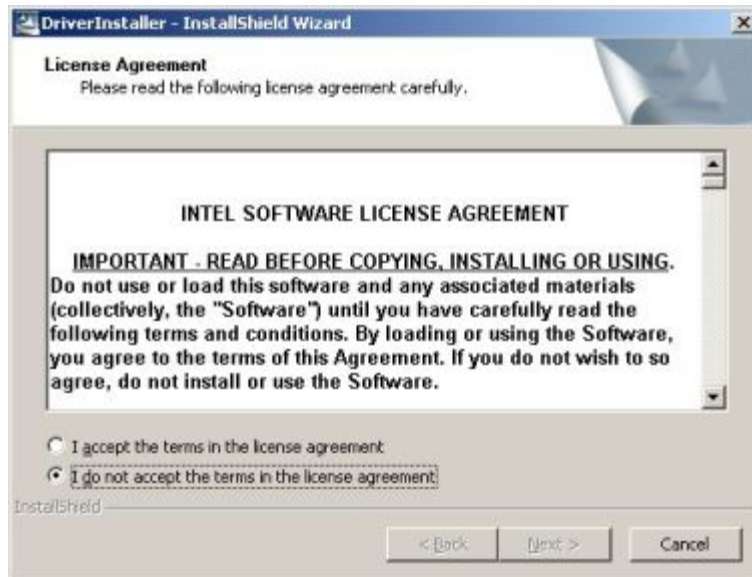 DriverInstaller - InstallShield Wizard
License Agreement
Please read the following license agreement carefully.
INTEL SOFTWARE LICENSE AGREEMENT
IMPORTANT - READ BEFORE COPYING, INSTALLING OR USING.
Do not use or load this software and any associated materials
(collectively, the "Software") until you have carefully read the
following terms and conditions. By loading or using the Software,
you agree to the terms of this Agreement. If you do not wish to so
agree, do not install or use the Software.
I accept the terms in the license agreement
I do not accept the terms in the license agreement
InstallShield
< Back
Next >
Cancel